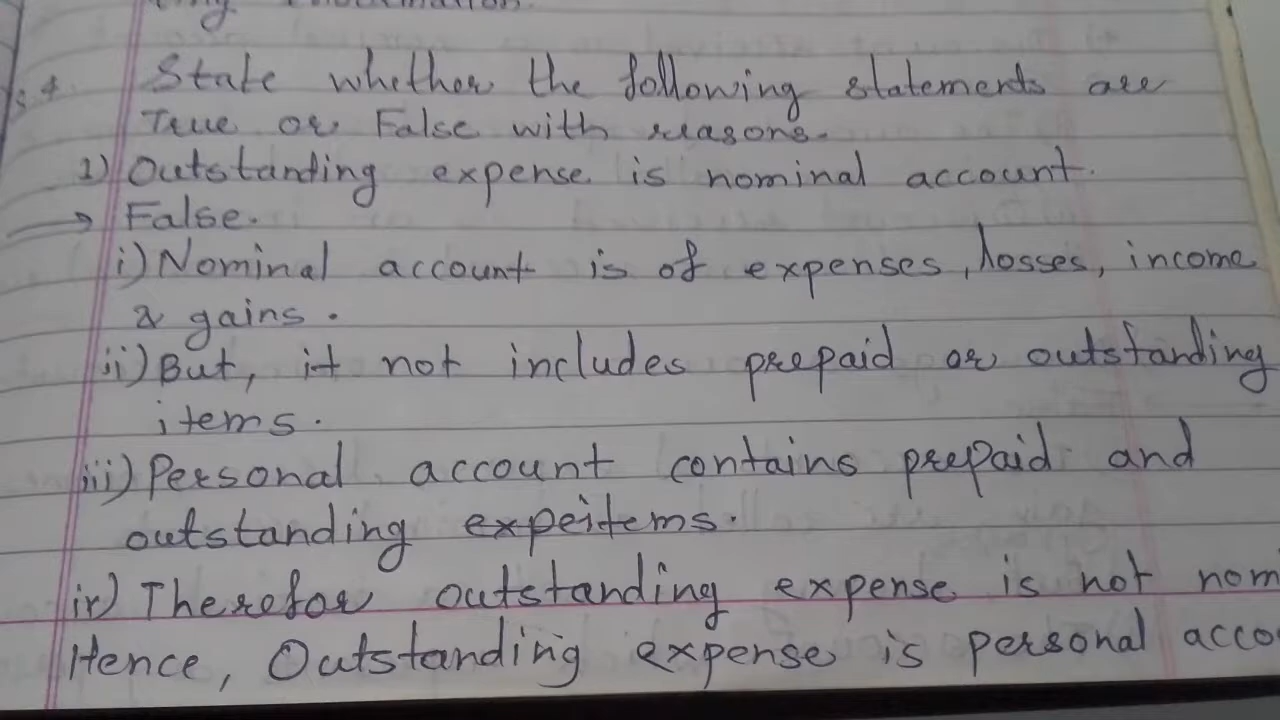 State whether the following statements are
True or False with reasons.
1) Outstanding expense is nominal account.
→ False.
i) Nominal account is of expenses, losses, income
& gains.
ii) But, it not includes prepaid or outstanding
items.
iii) Personal account contains prepaid and
outstanding expeitems.
iv) Therefor outstanding expense is not nom
Hence, Outstanding expense is personal acco